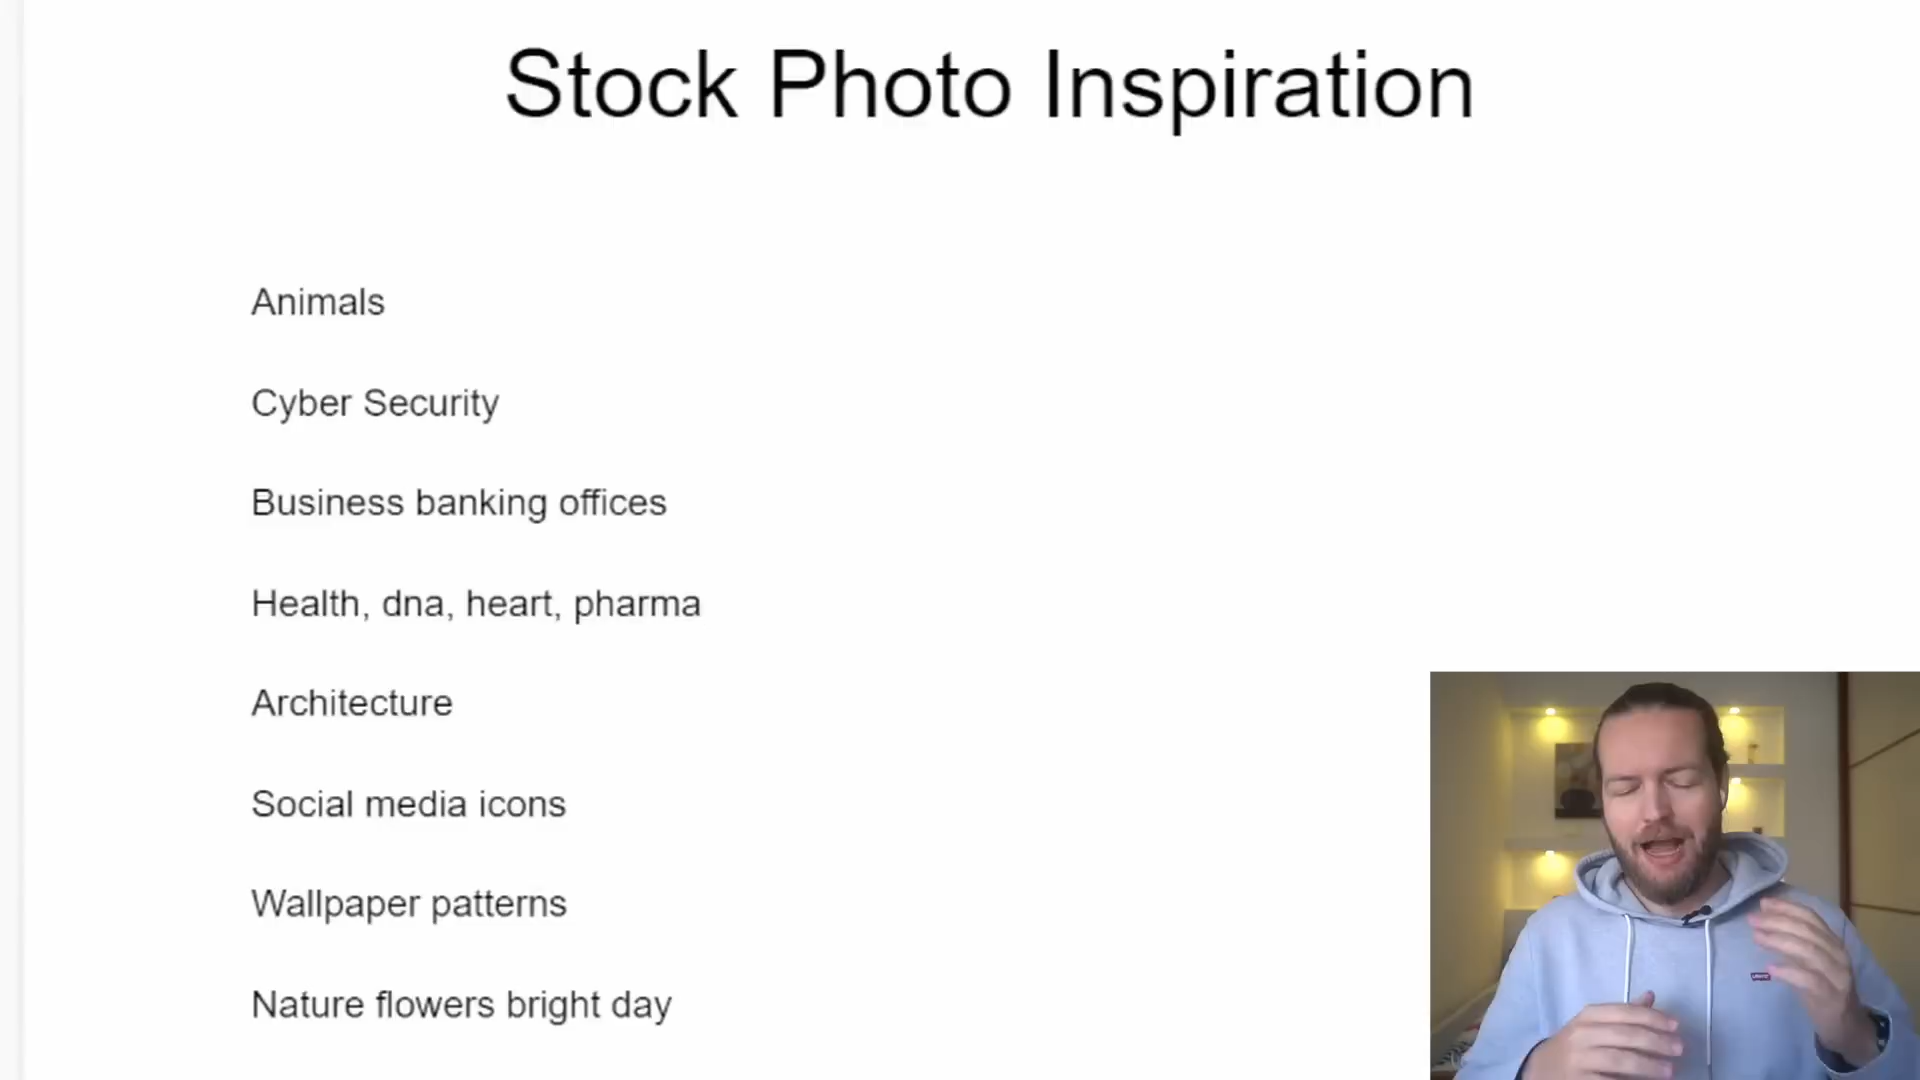 Stock Photo Inspiration
Animals
Cyber Security
Business banking offices
Health, dna, heart, pharma
Architecture
Social media icons
Wallpaper patterns
Nature flowers bright day